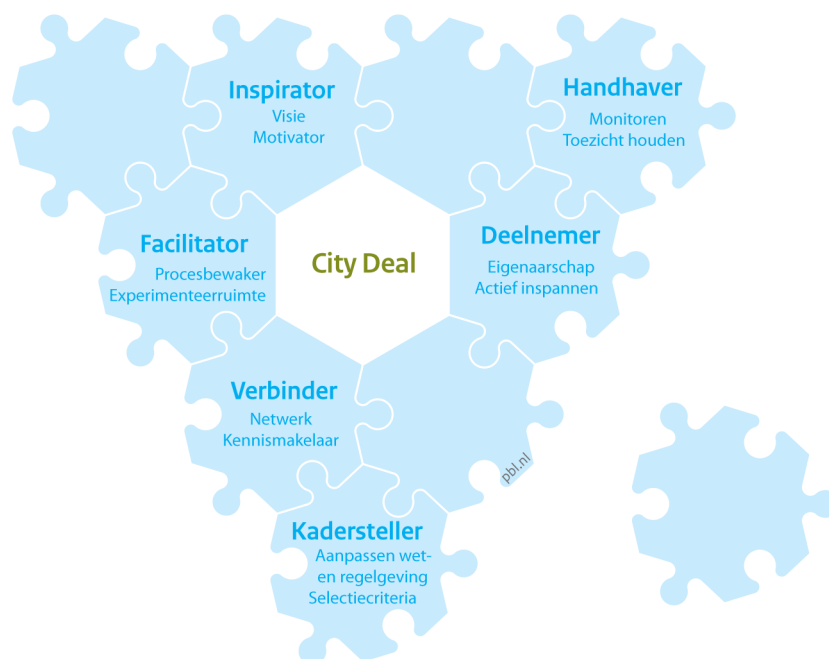 Inspirator
Visie
Motivator
Handhaver
Monitoren
Toezicht houden
Facilitator
Procesbewaker
Experimenteerruimte
City Deal
Deelnemer
Eigenaarschap
Actief inspannen
Verbinder
Netwerk
Kennismakelaar
pbl.nl
Kadersteller
Aanpassen wet-
en regelgeving
Selectiecriteria